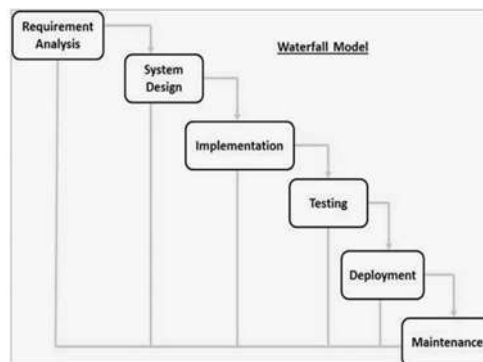 Requirement
Analysis
Waterfall Model
System
Design
Implementation
Testing
Deployment
Maintenance